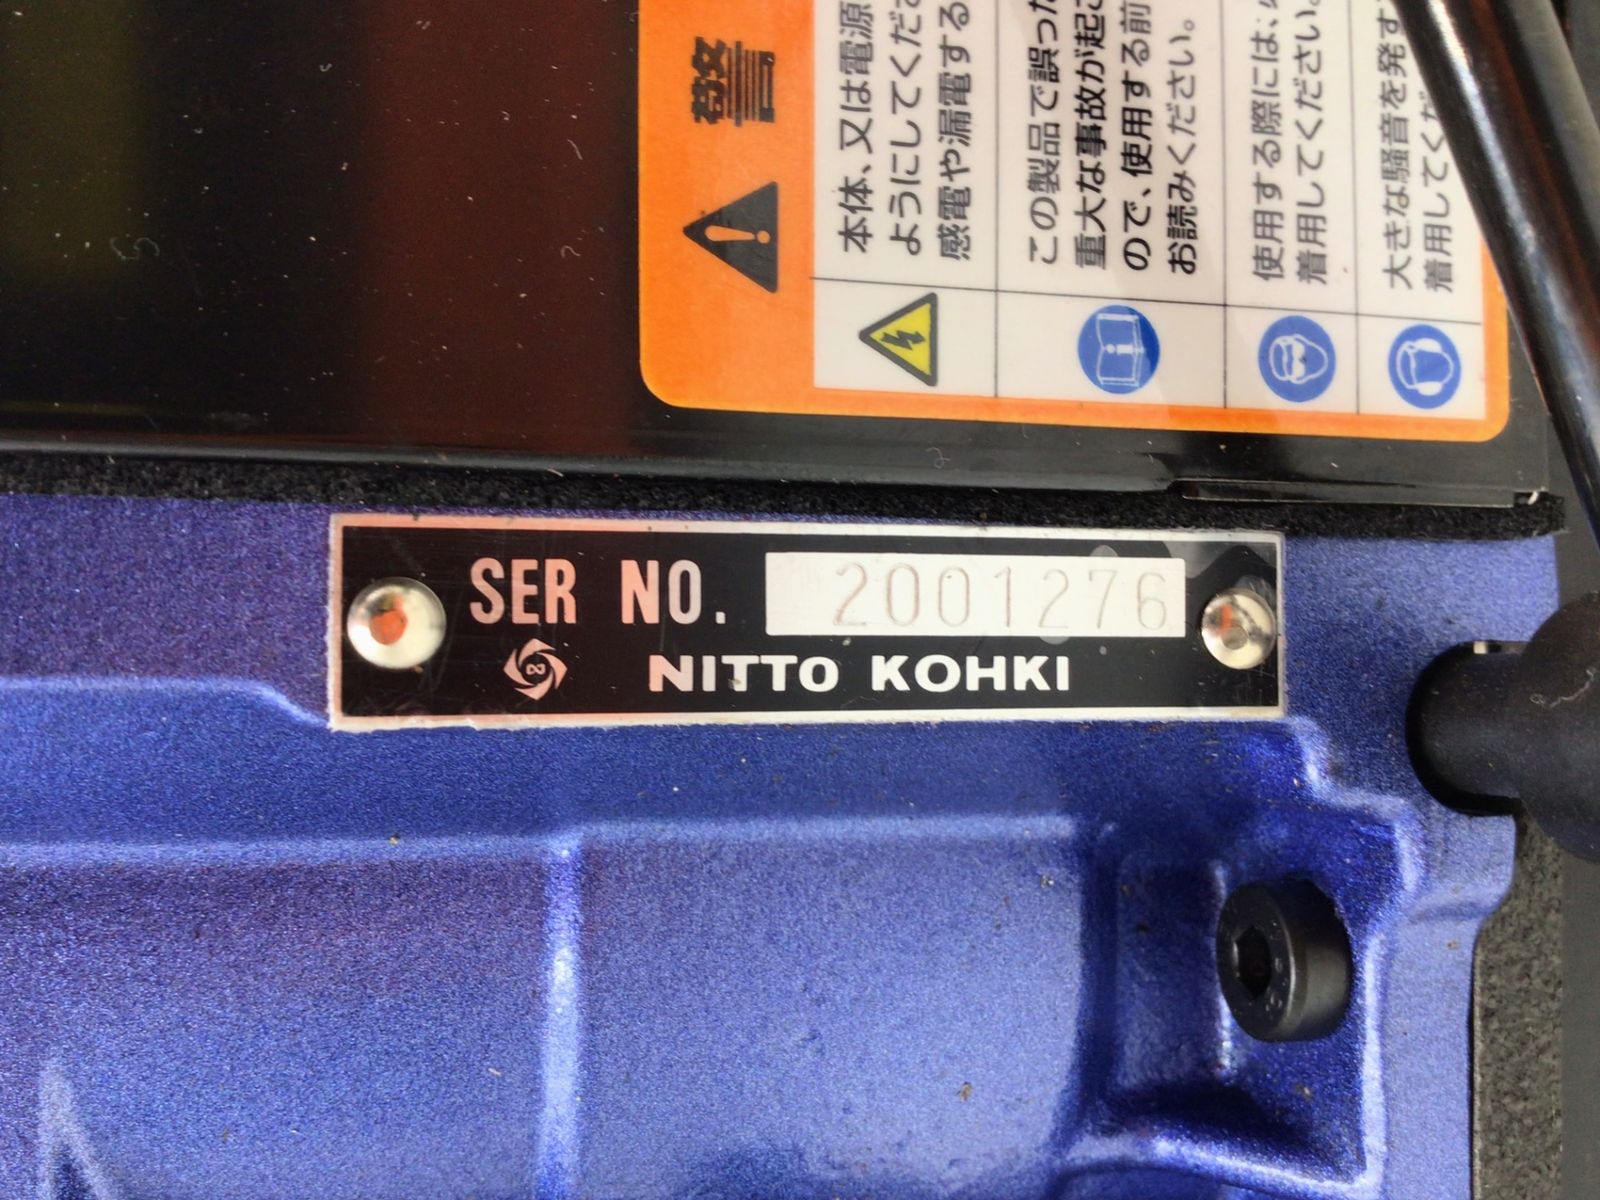 警告
本体、又は電源
ようにしてくださ
感電や漏電する
この製品で誤った
重大な事故が起こ
ので、使用する前
お読みください。
使用する際には、
着用してください。
大きな騒音を発す
着用してくだ
SER NO. 2001276
NITTO KOHKI